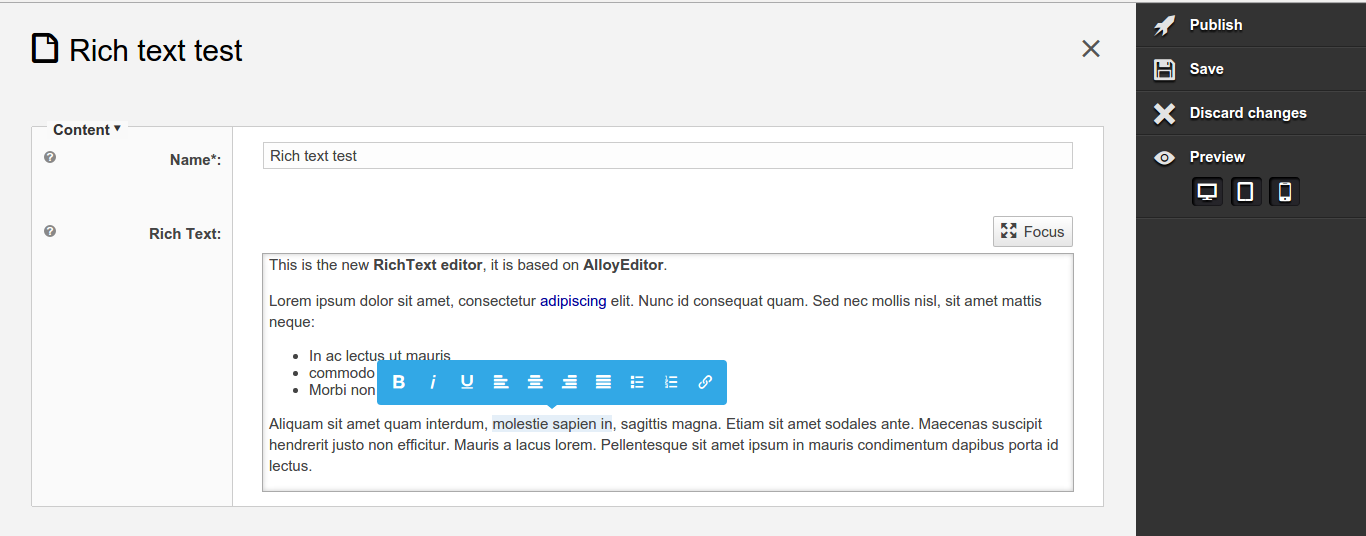 Rich text test
Publish
Save
Discard changes
Preview
Content
Name*:
Rich text test
Rich Text:
Focus
This is the new RichText editor, it is based on AlloyEditor.
Lorem ipsum dolor sit amet, consectetur adipiscing elit. Nunc id consequat quam. Sed nec mollis nisl, sit amet mattis
neque:
In ac lectus ut mauris
commodo
Morbi non
B i U
Aliquam sit amet quam interdum, molestie sapien in, sagittis magna. Etiam sit amet sodales ante. Maecenas suscipit
hendrerit justo non efficitur. Mauris a lacus lorem. Pellentesque sit amet ipsum in mauris condimentum dapibus porta id
lectus.